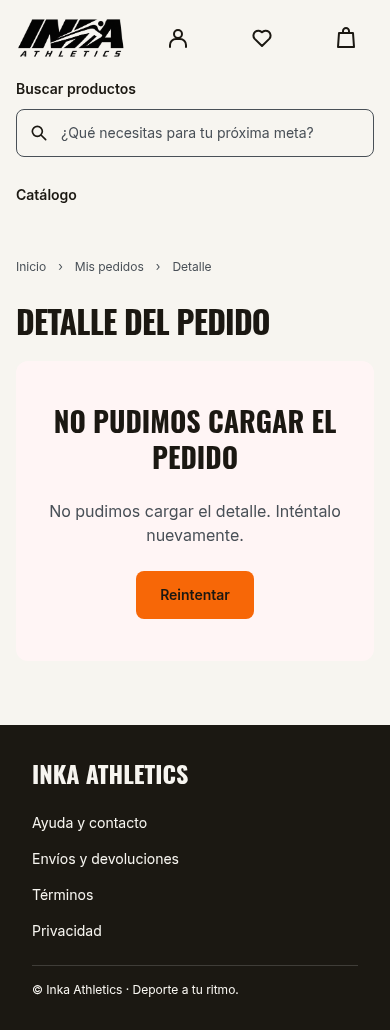 INKA
ATHLETICS
Buscar productos
¿Qué necesitas para tu próxima meta?
Catálogo
Inicio › Mis pedidos › Detalle
DETALLE DEL PEDIDO
NO PUDIMOS CARGAR EL
PEDIDO
No pudimos cargar el detalle. Inténtalo
nuevamente.
Reintentar
INKA ATHLETICS
Ayuda y contacto
Envíos y devoluciones
Términos
Privacidad
© Inka Athletics · Deporte a tu ritmo.